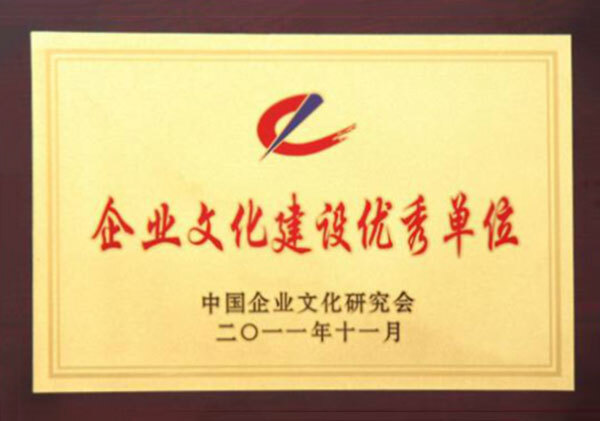 企业文化建设优秀单位
中国企业文化研究会
二〇一一年十一月